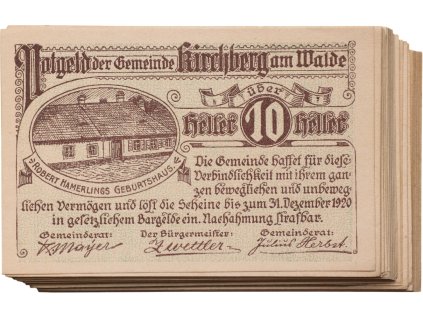 Notgeld der Gemeinde Kirchberg am Walde
über
Heller 10 Heller
ROBERT HAMERLINGS GEBURTSHAUS.
Die Gemeinde haftet für diese
Verbindlichkeit mit ihrem gan-
zen beweglichen und unbeweg-
lichen Vermögen und löst die Scheine bis zum 31. Dezember 1920
in gesetzlichem Bargelde ein. Nachahmung strafbar.
Gemeinderat: Der Bürgermeister: Gemeinderat:
K. Mayer Zwettler Julius Herbst